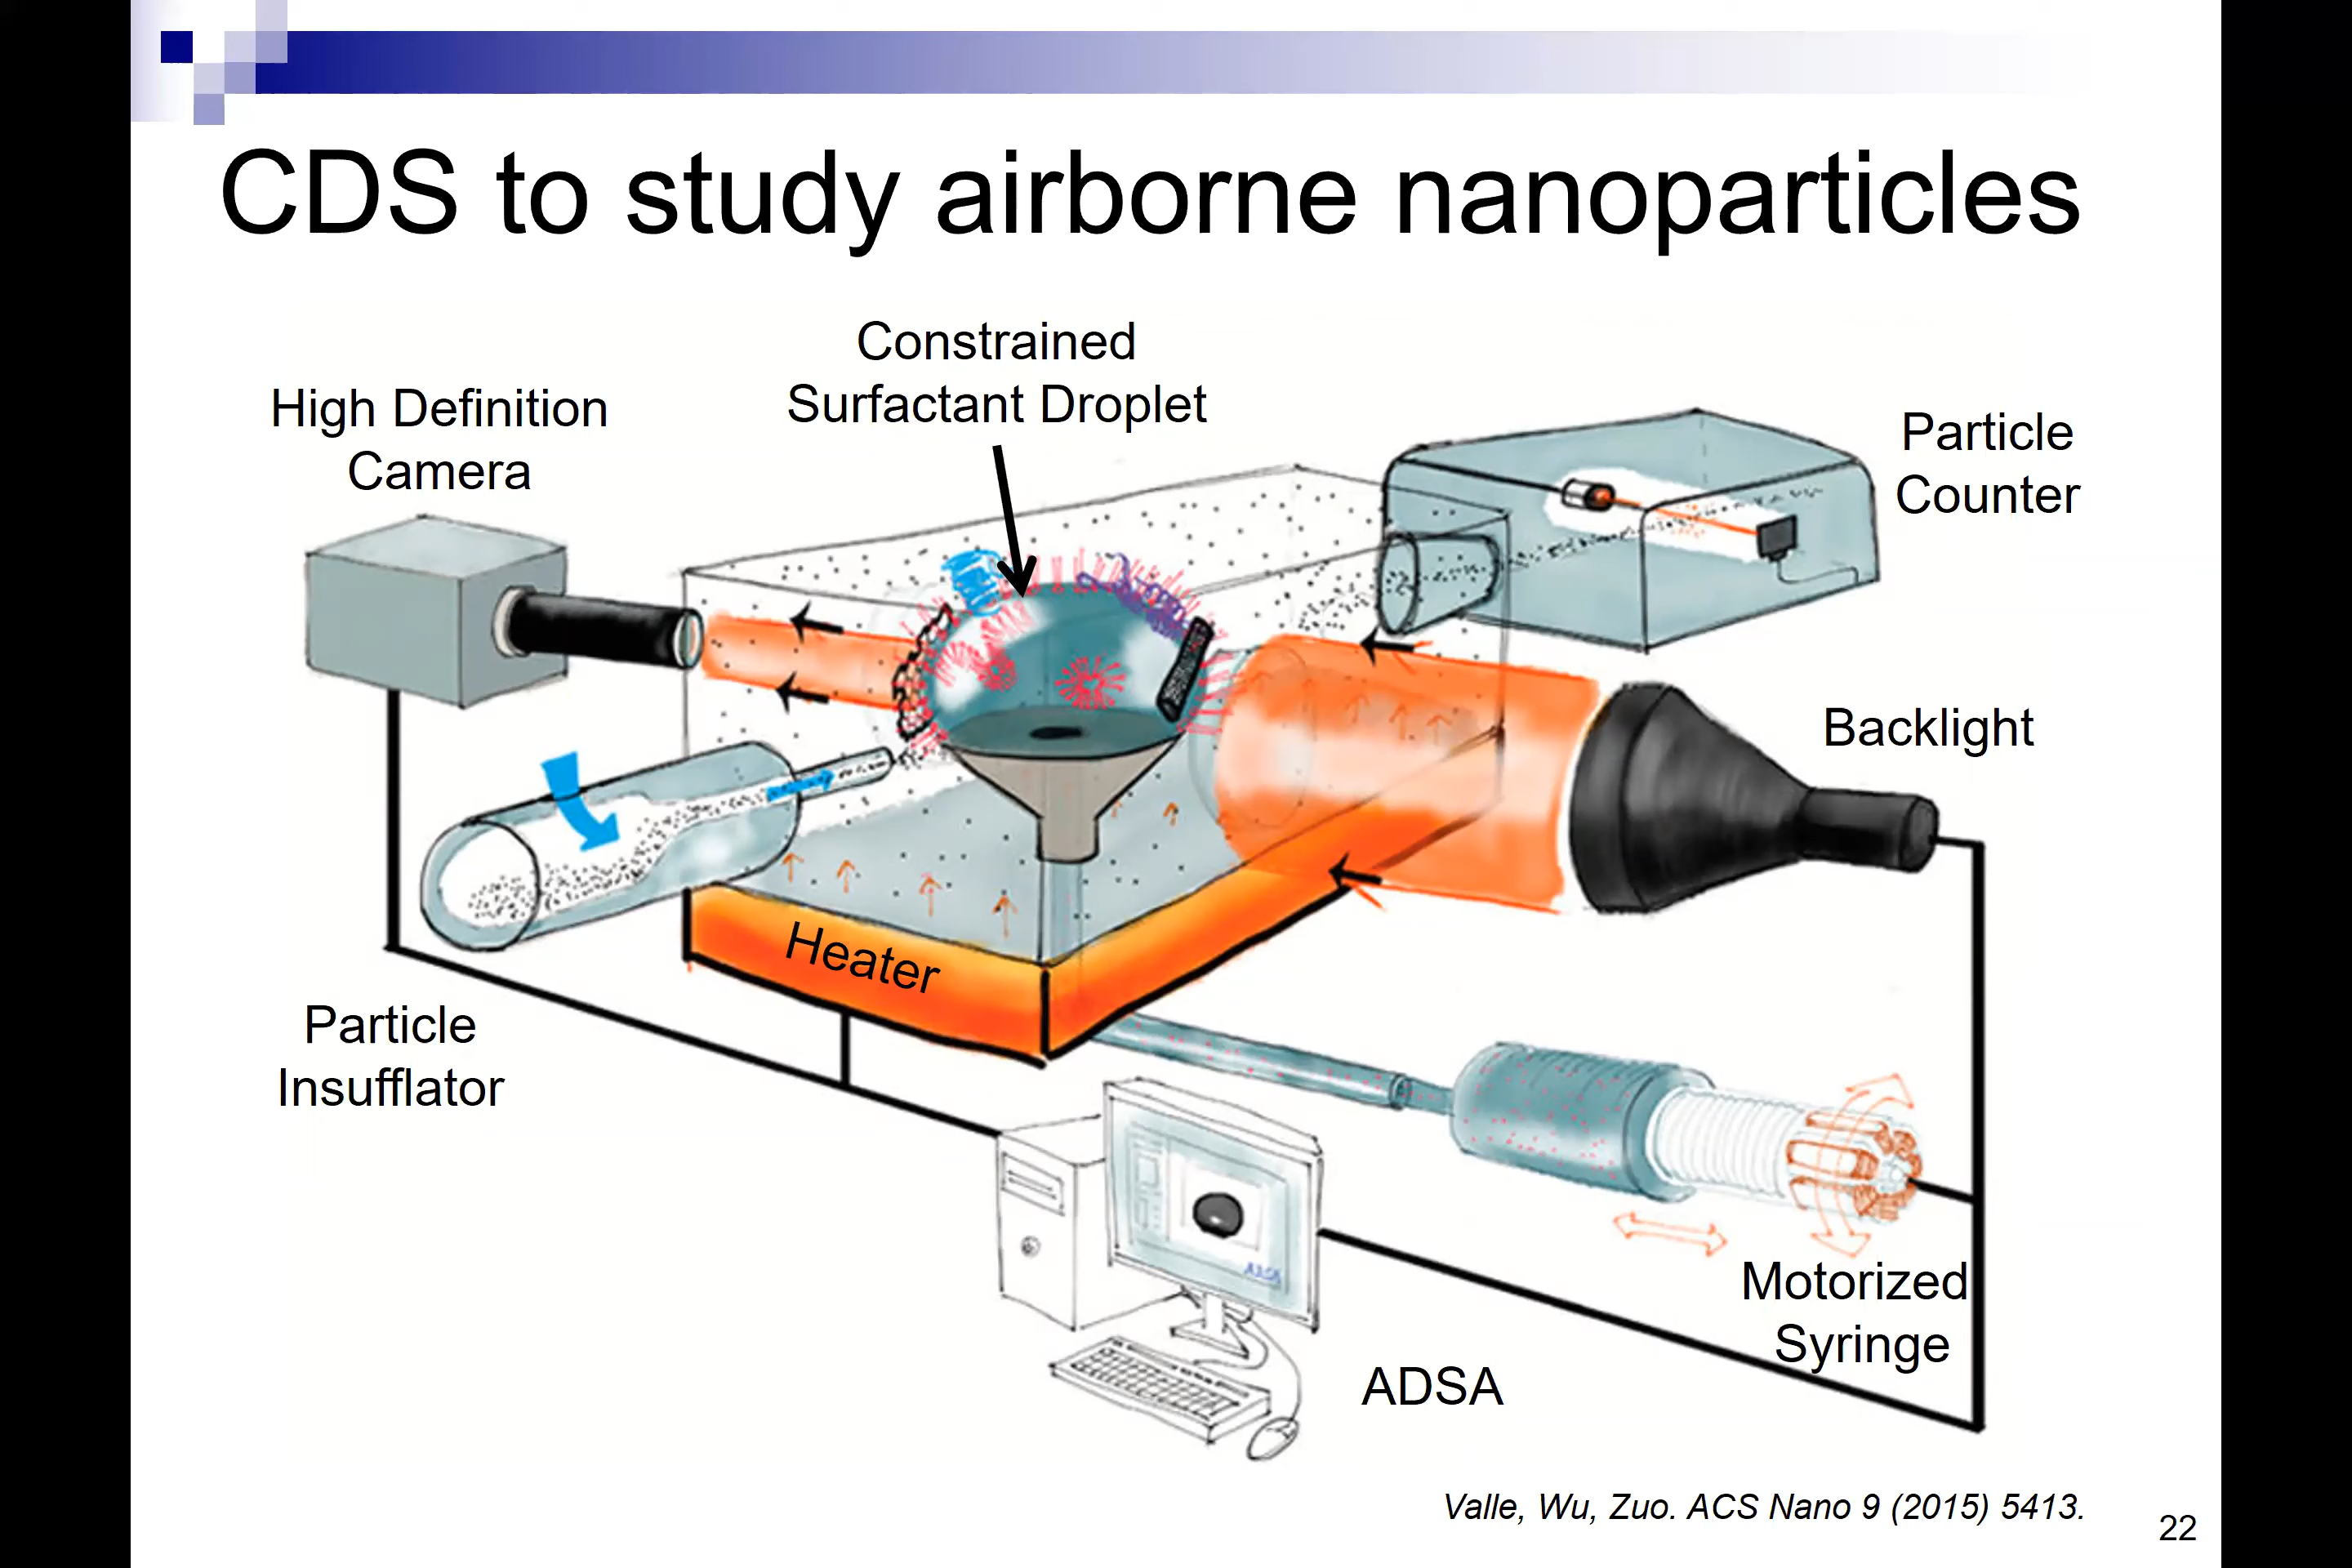 CDS to study airborne nanoparticles
Constrained
Surfactant Droplet
High Definition
Camera
Particle
Counter
Backlight
Heater
Particle
Insufflator
Motorized
Syringe
ADSA
ADSA
Valle, Wu, Zuo. ACS Nano 9 (2015) 5413.
22